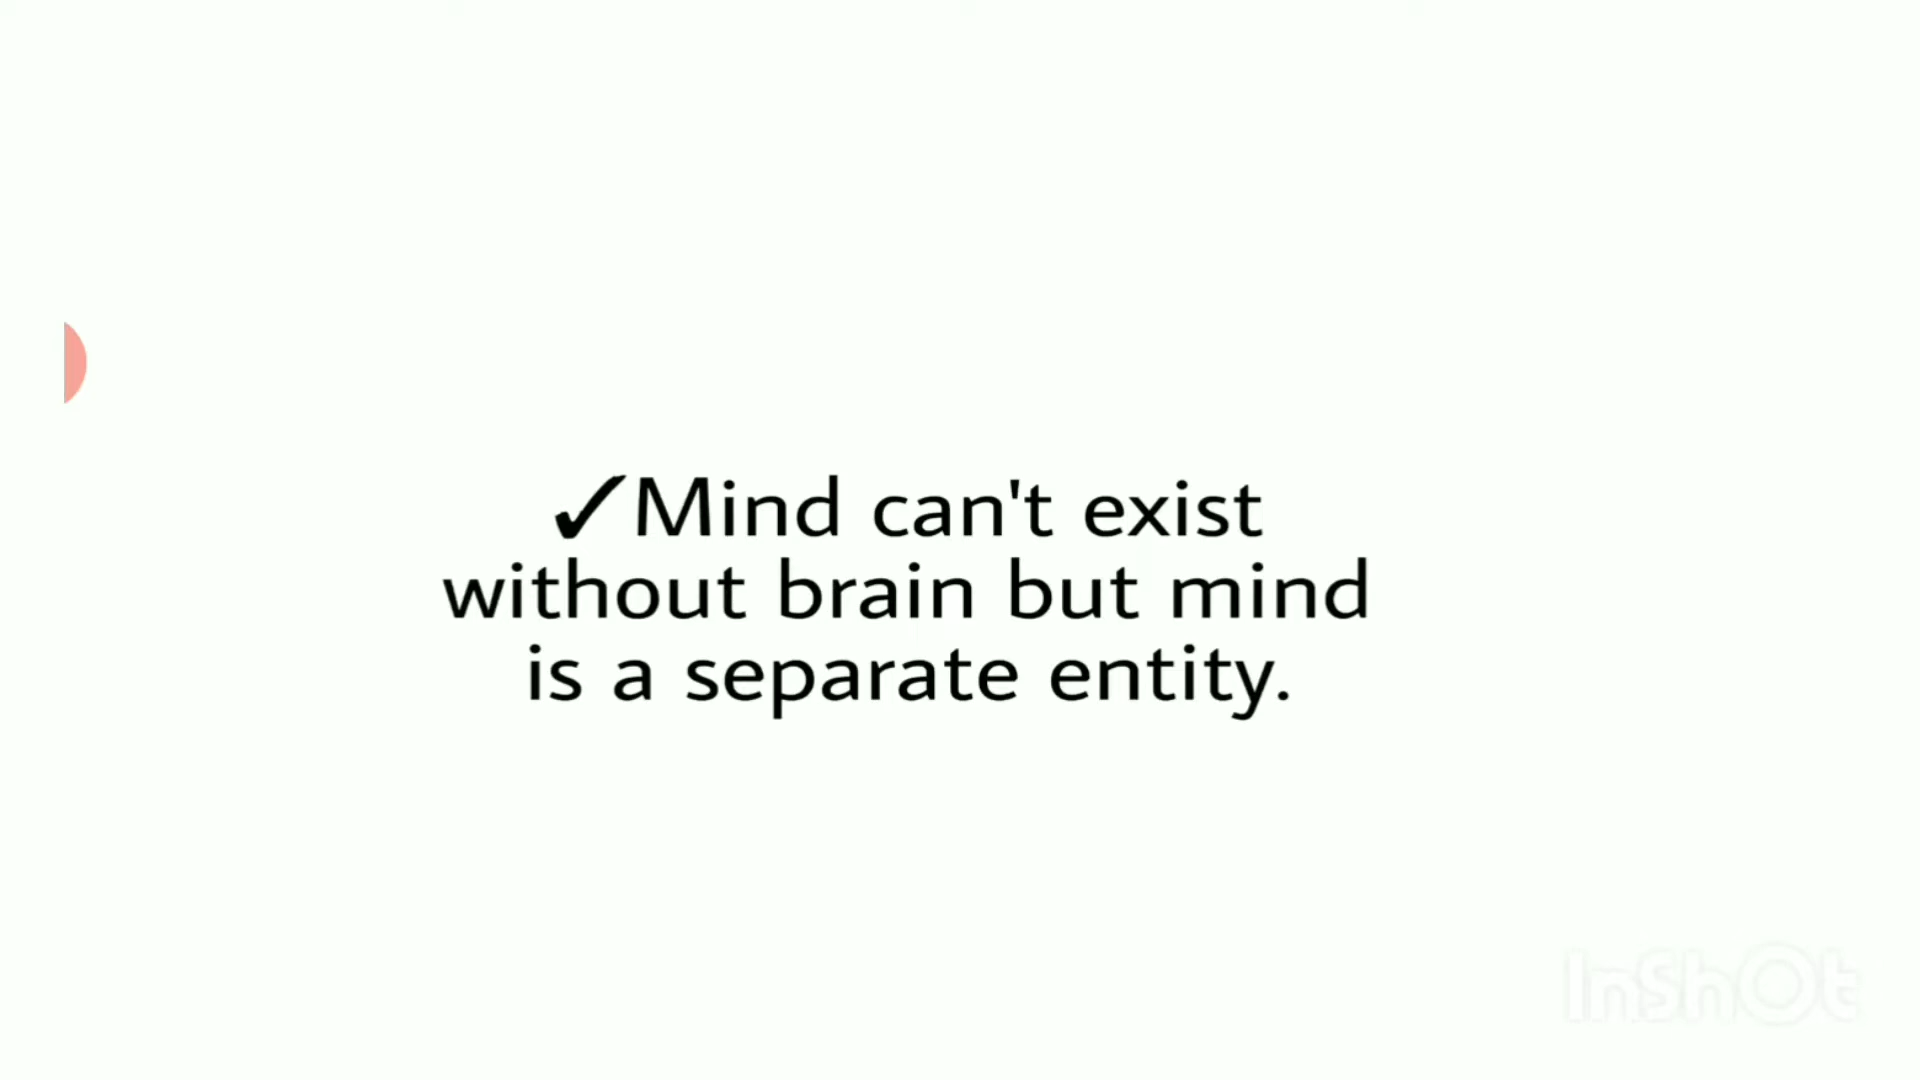 ✓Mind can't exist
without brain but mind
is a separate entity.
InShOt